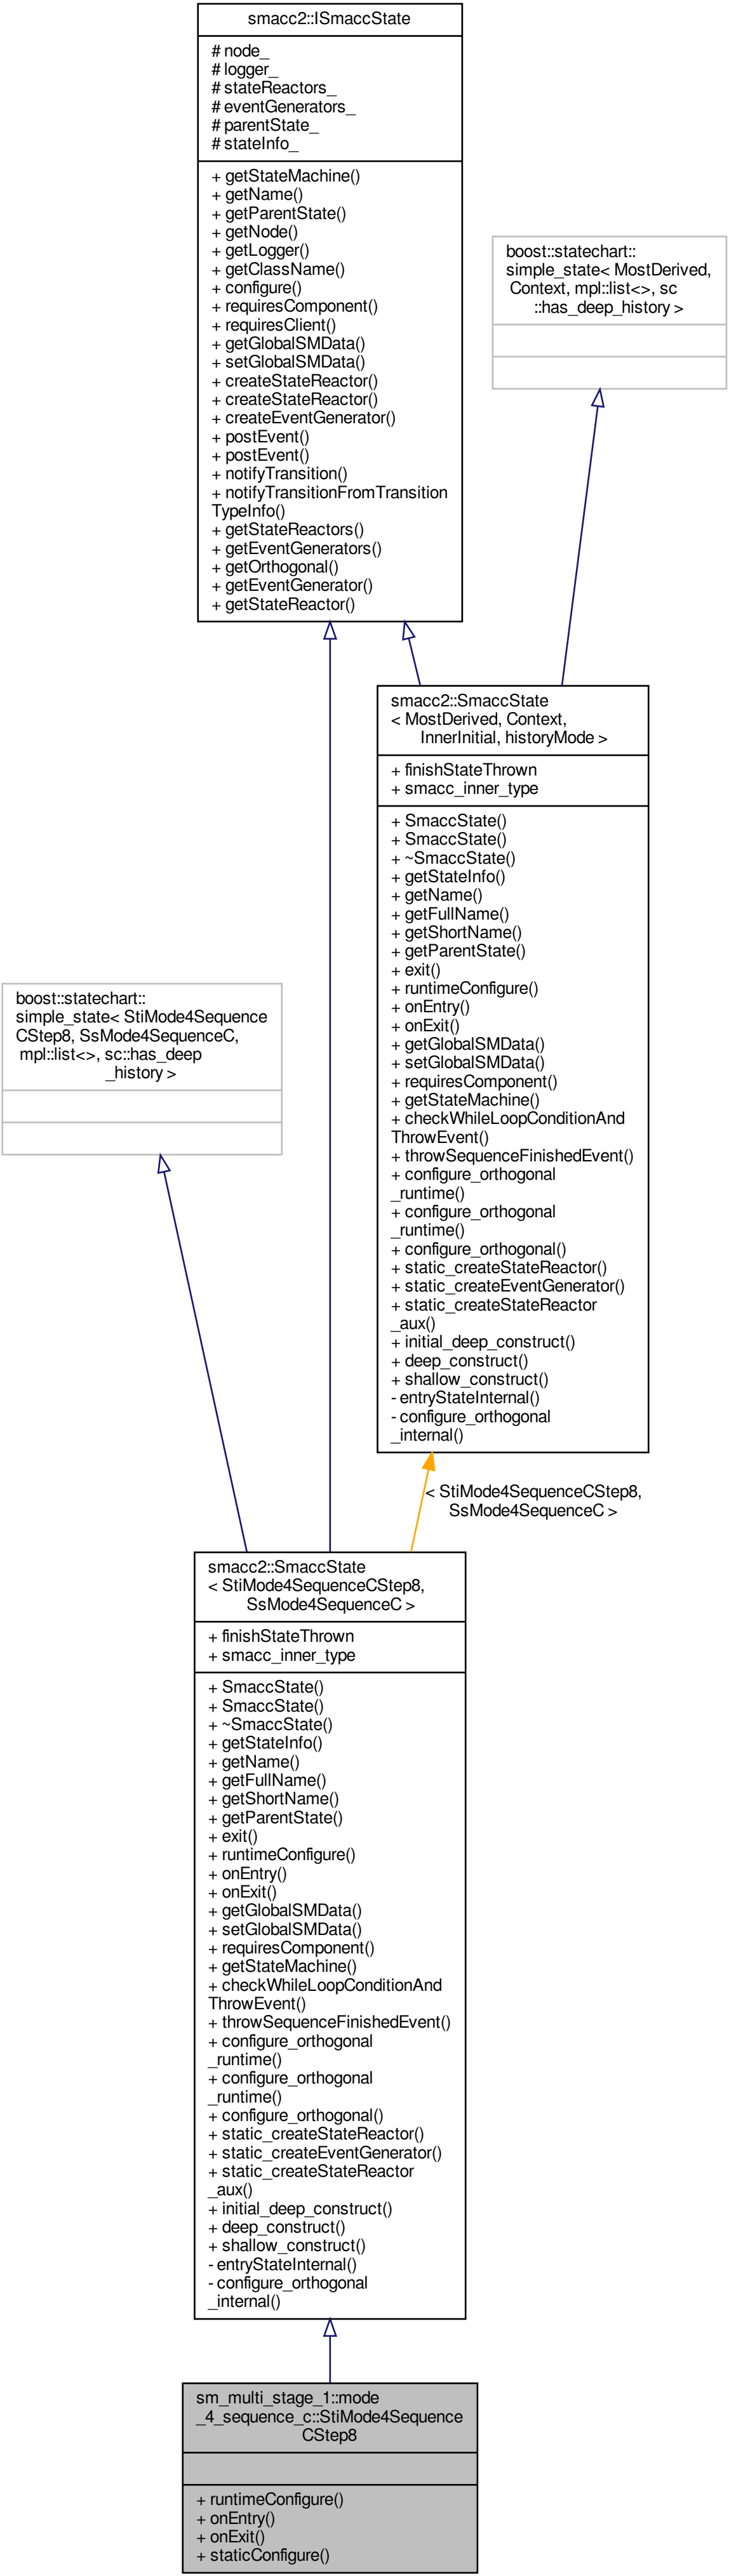 smacc2::ISmaccState
# node_
# logger_
# stateReactors_
# eventGenerators_
# parentState_
# stateInfo_
+ getStateMachine()
+ getName()
+ getParentState()
+ getNode()
+ getLogger()
+ getClassName()
+ configure()
+ requiresComponent()
+ requiresClient()
+ getGlobalSMData()
+ setGlobalSMData()
+ createStateReactor()
+ createStateReactor()
+ createEventGenerator()
+ postEvent()
+ postEvent()
+ notifyTransition()
+ notifyTransitionFromTransition
TypeInfo()
+ getStateReactors()
+ getEventGenerators()
+ getOrthogonal()
+ getEventGenerator()
+ getStateReactor()
boost::statechart::
simple_state< MostDerived,
Context, mpl::list<>, sc
::has_deep_history >
smacc2::SmaccState
< MostDerived, Context,
InnerInitial, historyMode >
+ finishStateThrown
+ smacc_inner_type
+ SmaccState()
+ SmaccState()
+ ~SmaccState()
+ getStateInfo()
+ getName()
+ getFullName()
+ getShortName()
+ getParentState()
+ exit()
+ runtimeConfigure()
+ onEntry()
+ onExit()
+ getGlobalSMData()
+ setGlobalSMData()
+ requiresComponent()
+ getStateMachine()
+ checkWhileLoopConditionAnd
ThrowEvent()
+ throwSequenceFinishedEvent()
+ configure_orthogonal
_runtime()
+ configure_orthogonal
_runtime()
+ configure_orthogonal()
+ static_createStateReactor()
+ static_createEventGenerator()
+ static_createStateReactor
_aux()
+ initial_deep_construct()
+ deep_construct()
+ shallow_construct()
- entryStateInternal()
- configure_orthogonal
_internal()
boost::statechart::
simple_state< StiMode4Sequence
CStep8, SsMode4SequenceC,
mpl::list<>, sc::has_deep
_history >
< StiMode4SequenceCStep8,
SsMode4SequenceC >
smacc2::SmaccState
< StiMode4SequenceCStep8,
SsMode4SequenceC >
+ finishStateThrown
+ smacc_inner_type
+ SmaccState()
+ SmaccState()
+ ~SmaccState()
+ getStateInfo()
+ getName()
+ getFullName()
+ getShortName()
+ getParentState()
+ exit()
+ runtimeConfigure()
+ onEntry()
+ onExit()
+ getGlobalSMData()
+ setGlobalSMData()
+ requiresComponent()
+ getStateMachine()
+ checkWhileLoopConditionAnd
ThrowEvent()
+ throwSequenceFinishedEvent()
+ configure_orthogonal
_runtime()
+ configure_orthogonal
_runtime()
+ configure_orthogonal()
+ static_createStateReactor()
+ static_createEventGenerator()
+ static_createStateReactor
_aux()
+ initial_deep_construct()
+ deep_construct()
+ shallow_construct()
- entryStateInternal()
- configure_orthogonal
_internal()
sm_multi_stage_1::mode
_4_sequence_c::StiMode4Sequence
CStep8
+ runtimeConfigure()
+ onEntry()
+ onExit()
+ staticConfigure()